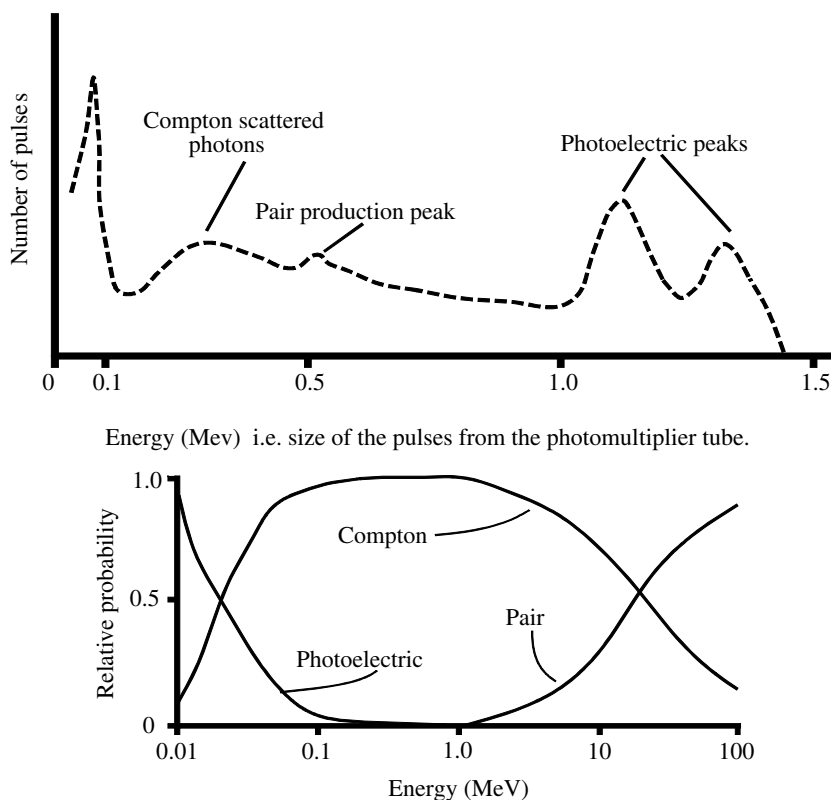 Number of pulses
Compton scattered
photons
Pair production peak
Photoelectric peaks
0
0.1
0.5
1.0
1.5
Energy (Mev) i.e. size of the pulses from the photomultiplier tube.
Relative probability
1.0
0.5
0
Compton
Pair
Photoelectric
0.01
0.1
1.0
10
100
Energy (MeV)